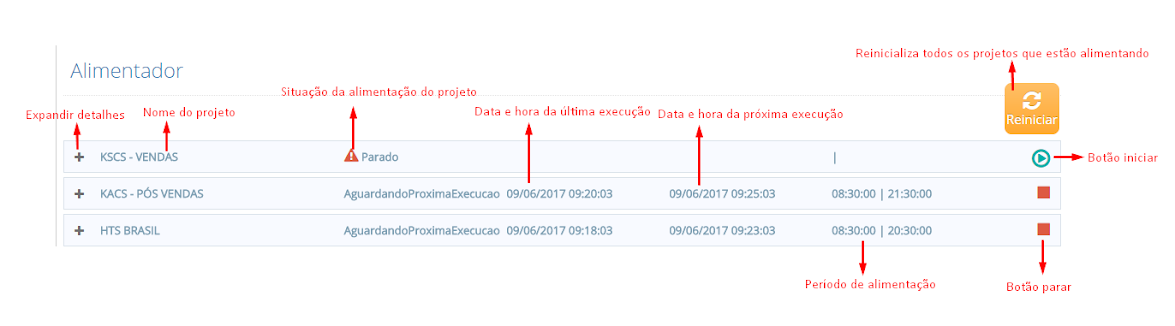 Reinicializa todos os projetos que estão alimentando
Alimentador
Situação da alimentação do projeto
Expandir detalhes
Nome do projeto
Data e hora da última execução
Data e hora da próxima execução
Reiniciar
KSCS - VENDAS Parado |
Botão iniciar
KACS - PÓS VENDAS AguardandoProximaExecucao 09/06/2017 09:20:03 09/06/2017 09:25:03 08:30:00 | 21:30:00
HTS BRASIL AguardandoProximaExecucao 09/06/2017 09:18:03 09/06/2017 09:23:03 08:30:00 | 20:30:00
Período de alimentação
Botão parar